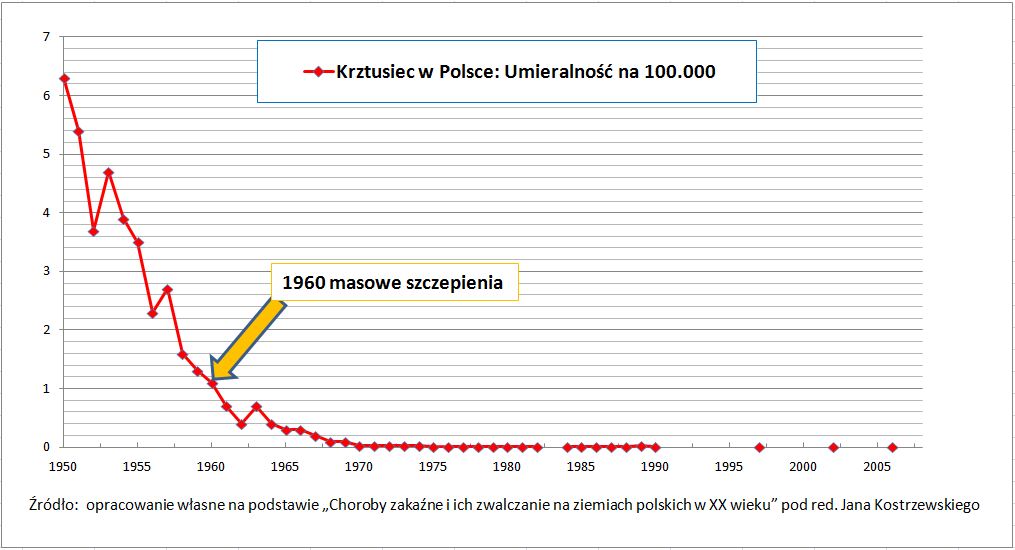 7
Krztusiec w Polsce: Umieralność na 100.000
6
5
4
3
1960 masowe szczepienia
2
1
0
1950 1955 1960 1965 1970 1975 1980 1985 1990 1995 2000 2005
Źródło: opracowanie własne na podstawie „Choroby zakaźne i ich zwalczanie na ziemiach polskich w XX wieku” pod red. Jana Kostrzewskiego